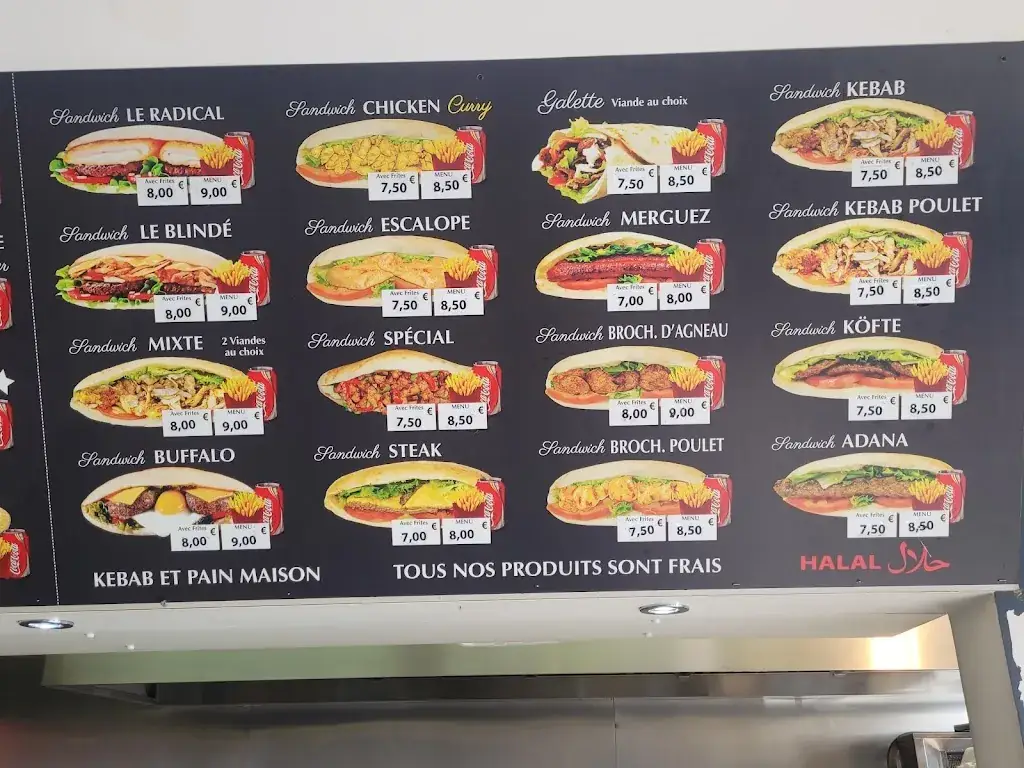 Sandwich LE RADICAL
Avec Frites 8,00 € MENU 9,00 €
Sandwich LE BLINDÉ
Avec Frites 8,00 € MENU 9,00 €
Sandwich MIXTE 2 Viandes
au choix
Avec Frites 8,00 € MENU 9,00 €
Sandwich BUFFALO
Avec Frites 8,00 € MENU 9,00 €
KEBAB ET PAIN MAISON
Sandwich CHICKEN Curry
Avec Frites 7,50 € MENU 8,50 €
Sandwich ESCALOPE
Avec Frites 7,50 € MENU 8,50 €
Sandwich SPÉCIAL
Avec Frites 7,50 € MENU 8,50 €
Sandwich STEAK
Avec Frites 7,00 € MENU 8,00 €
TOUS NOS PRODUITS SONT FRAIS
Galette Viande au choix
Avec Frites 7,50 € MENU 8,50 €
Sandwich MERGUEZ
Avec Frites 7,00 € MENU 8,00 €
Sandwich BROCH. D'AGNEAU
Avec Frites 8,00 € MENU 9,00 €
Sandwich BROCH. POULET
Avec Frites 7,50 € MENU 8,50 €
Sandwich KEBAB
Avec Frites 7,50 € MENU 8,50 €
Sandwich KEBAB POULET
Avec Frites 7,50 € MENU 8,50 €
Sandwich KÖFTE
Avec Frites 7,50 € MENU 8,50 €
Sandwich ADANA
Avec Frites 7,50 € MENU 8,50 €
HALAL حلال